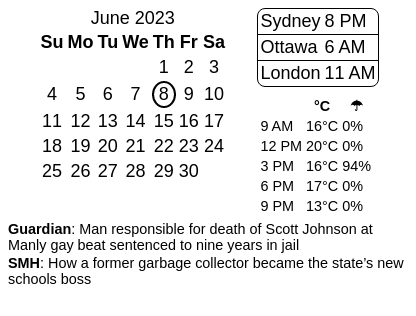 June 2023
Su Mo Tu We Th Fr Sa
1 2 3
4 5 6 7 8 9 10
11 12 13 14 15 16 17
18 19 20 21 22 23 24
25 26 27 28 29 30
Sydney 8 PM
Ottawa 6 AM
London 11 AM
°C ☂
9 AM 16°C 0%
12 PM 20°C 0%
3 PM 16°C 94%
6 PM 17°C 0%
9 PM 13°C 0%
Guardian: Man responsible for death of Scott Johnson at
Manly gay beat sentenced to nine years in jail
SMH: How a former garbage collector became the state’s new
schools boss